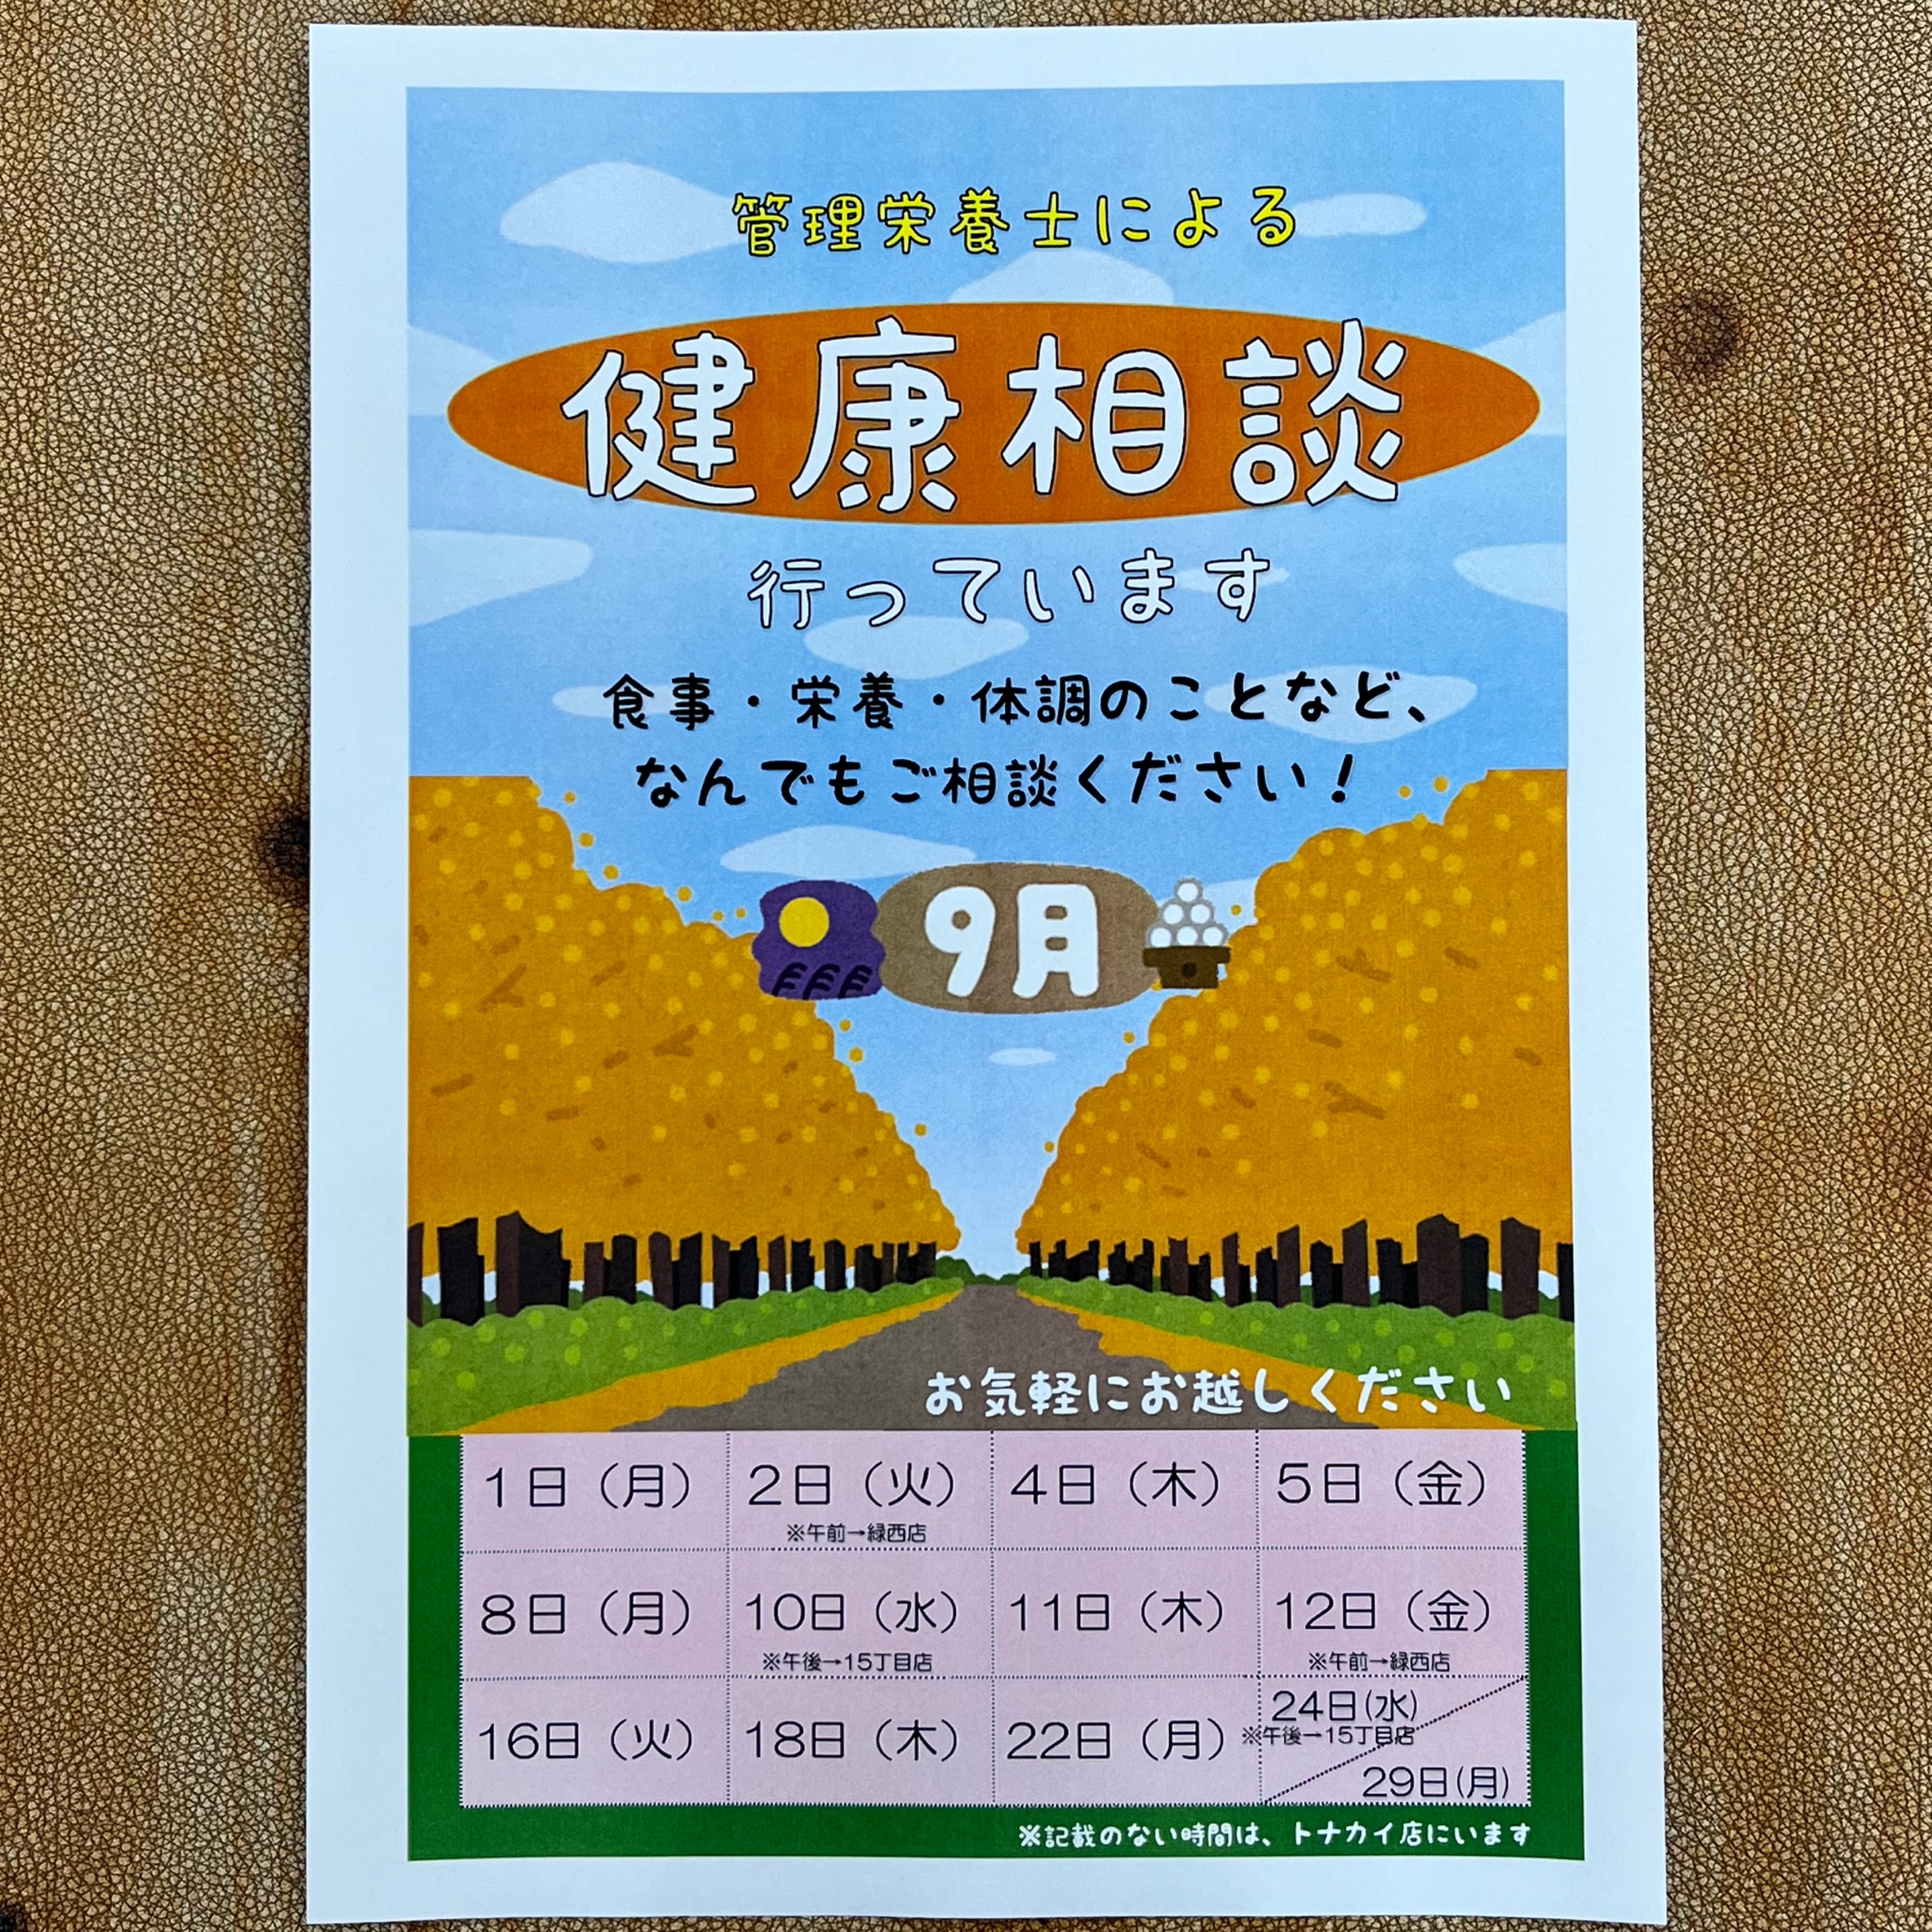 管理栄養士による
健康相談
行っています
食事・栄養・体調のことなど、
なんでもご相談ください！
9月
お気軽にお越しください
1日（月） 2日（火） 4日（木） 5日（金）
※午前→緑西店
8日（月） 10日（水） 11日（木） 12日（金）
※午後→15丁目店 ※午前→緑西店
16日（火） 18日（木） 22日（月） 24日(水)
※午後→15丁目店
29日(月)
※記載のない時間は、トナカイ店にいます